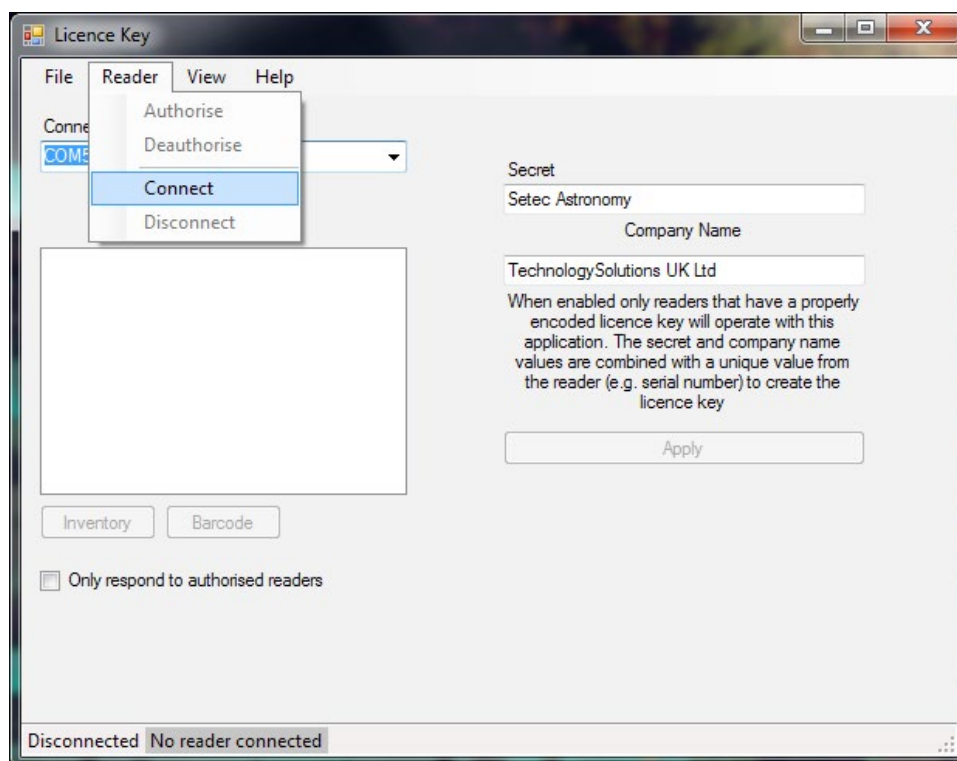 Licence Key
File Reader View Help
Authorise
Deauthorise
Connect
Disconnect
Secret
Setec Astronomy
Company Name
TechnologySolutions UK Ltd
When enabled only readers that have a properly
encoded licence key will operate with this
application. The secret and company name
values are combined with a unique value from
the reader (e.g. serial number) to create the
licence key
Apply
Inventory Barcode
Only respond to authorised readers
Disconnected No reader connected